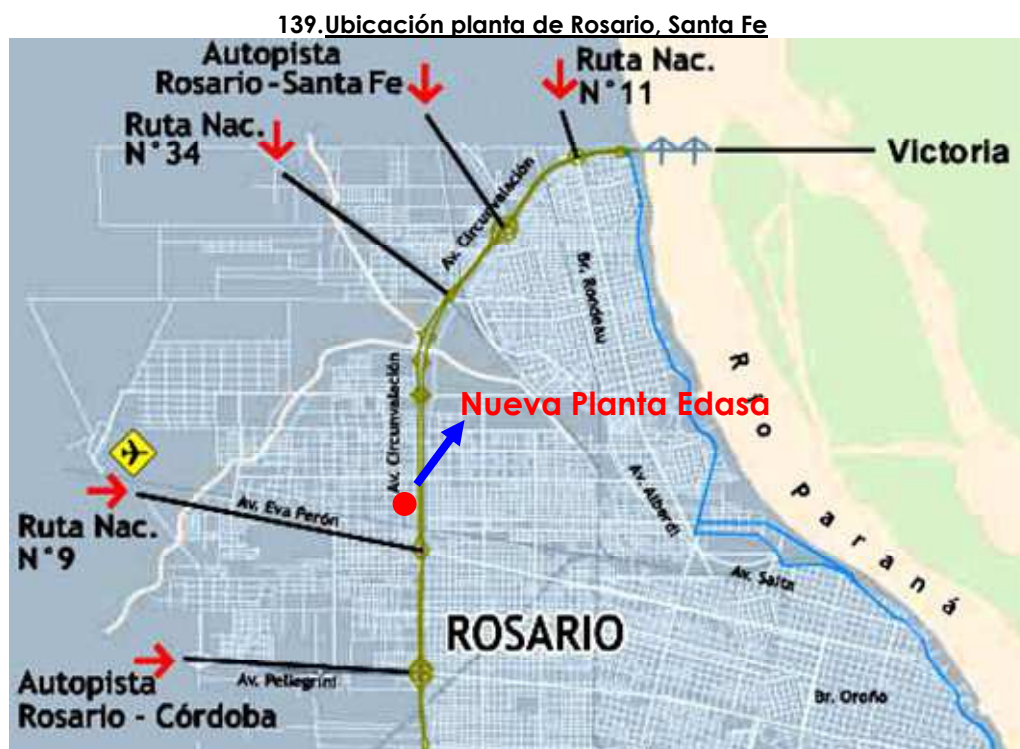 139.Ubicación planta de Rosario, Santa Fe
Autopista
Rosario-Santa Fe
Ruta Nac.
N°11
Ruta Nac.
N°34
Victoria
Av. Circunvalación
Br. Rondeau
Av. Circunvalación
Río Paraná
Nueva Planta Edasa
Av. Alberdi
Av. Eva Perón
Ruta Nac.
N°9
Av. Salta
ROSARIO
Av. Pellegrini
Autopista
Rosario - Córdoba
Br. Oroño